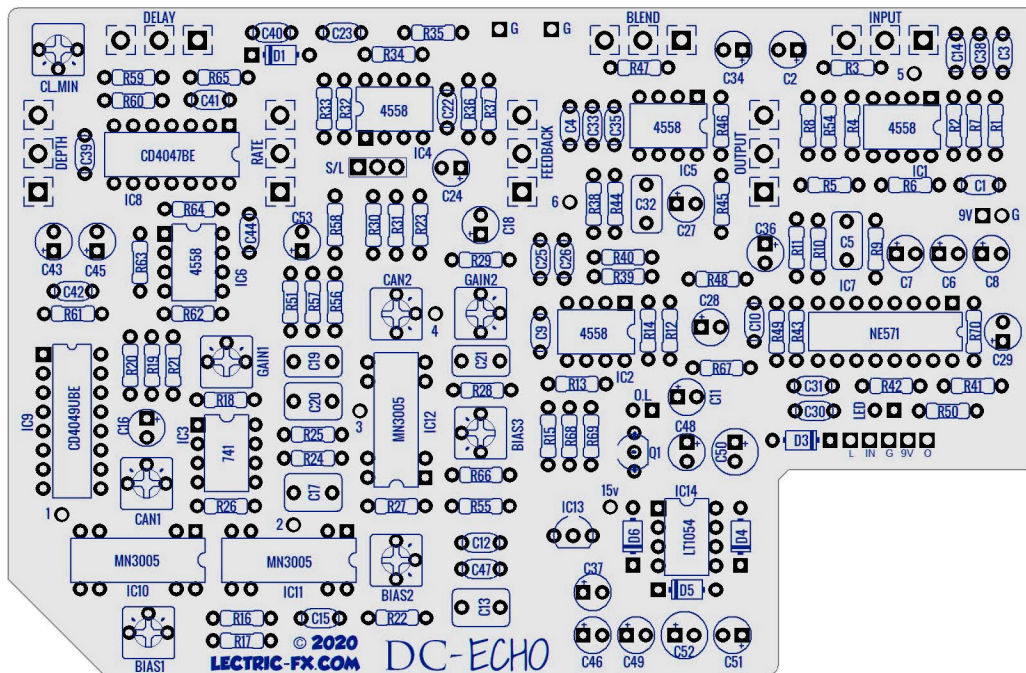 DELAY
C40
C23
R35
G
G
BLEND
INPUT
D1
R34
C34
C2
C14
C38
C3
CL_MIN
R59
R65
R47
R3
5
R60
C41
R33
R32
4558
C22
R36
R37
C4
C33
C35
4558
R46
R8
R54
R4
4558
R2
R7
R1
DEPTH
C39
CD4047BE
RATE
IC4
FEEDBACK
IC5
OUTPUT
IC1
IC8
S/L
C24
R5
R6
C1
R64
C53
R58
R30
R31
R23
C18
6
R38
R44
C32
C27
R45
9V
G
C43
C45
R63
4558
IC6
C44
C36
R11
R10
C5
R9
R29
C25
C26
R40
C7
C6
C8
C42
R51
R57
R56
CAN2
GAIN2
R39
R48
IC7
R61
R62
4
C9
4558
R14
R12
C28
C10
R49
R43
NE571
R70
C29
IC2
R20
R19
R21
GAIN1
C19
C21
R67
IC9
CD4049UBE
R18
C20
MN3005
IC12
R28
R13
O.L
C11
C31
R42
R41
C16
IC3
741
3
BIAS3
R15
R68
R69
C30
LED
R50
R25
Q1
C48
C50
D3
L
IN
G
9V
O
R24
R66
CAN1
C17
R26
R27
R55
15v
IC14
1
2
IC13
D6
LT1054
D4
MN3005
MN3005
C12
C47
IC10
IC11
BIAS2
C37
D5
R16
C15
R22
C13
R17
BIAS1
© 2020
LECTRIC-FX.COM
DC-ECHO
C46
C49
C52
C51